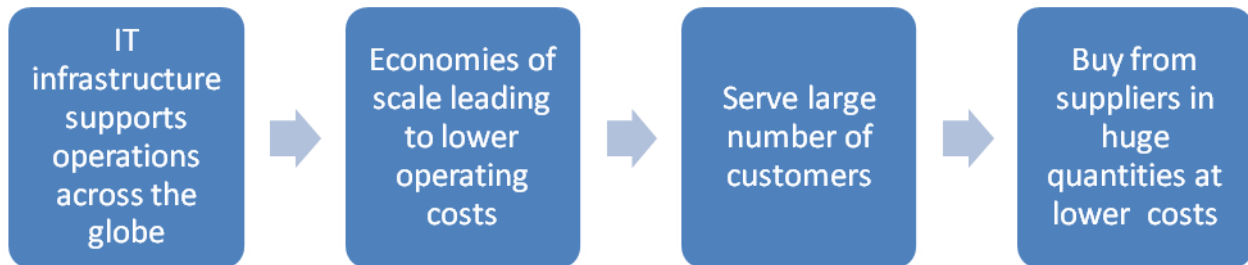 IT
infrastructure
supports
operations
across the
globe
Economies of
scale leading
to lower
operating
costs
Serve large
number of
customers
Buy from
suppliers in
huge
quantities at
lower costs